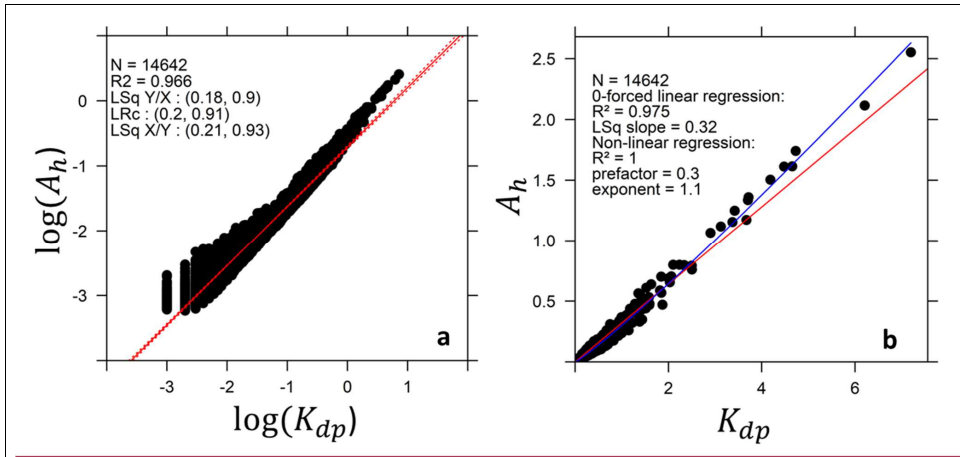 N = 14642
R2 = 0.966
LSq Y/X : (0.18, 0.9)
LRc : (0.2, 0.91)
LSq X/Y : (0.21, 0.93)
0
-1
-2
-3
log(A_h)
-3 -2 -1 0 1
log(K_dp)
a
N = 14642
0-forced linear regression:
R² = 0.975
LSq slope = 0.32
Non-linear regression:
R² = 1
prefactor = 0.3
exponent = 1.1
2.5
2.0
1.5
1.0
0.5
A_h
2 4 6
K_dp
b